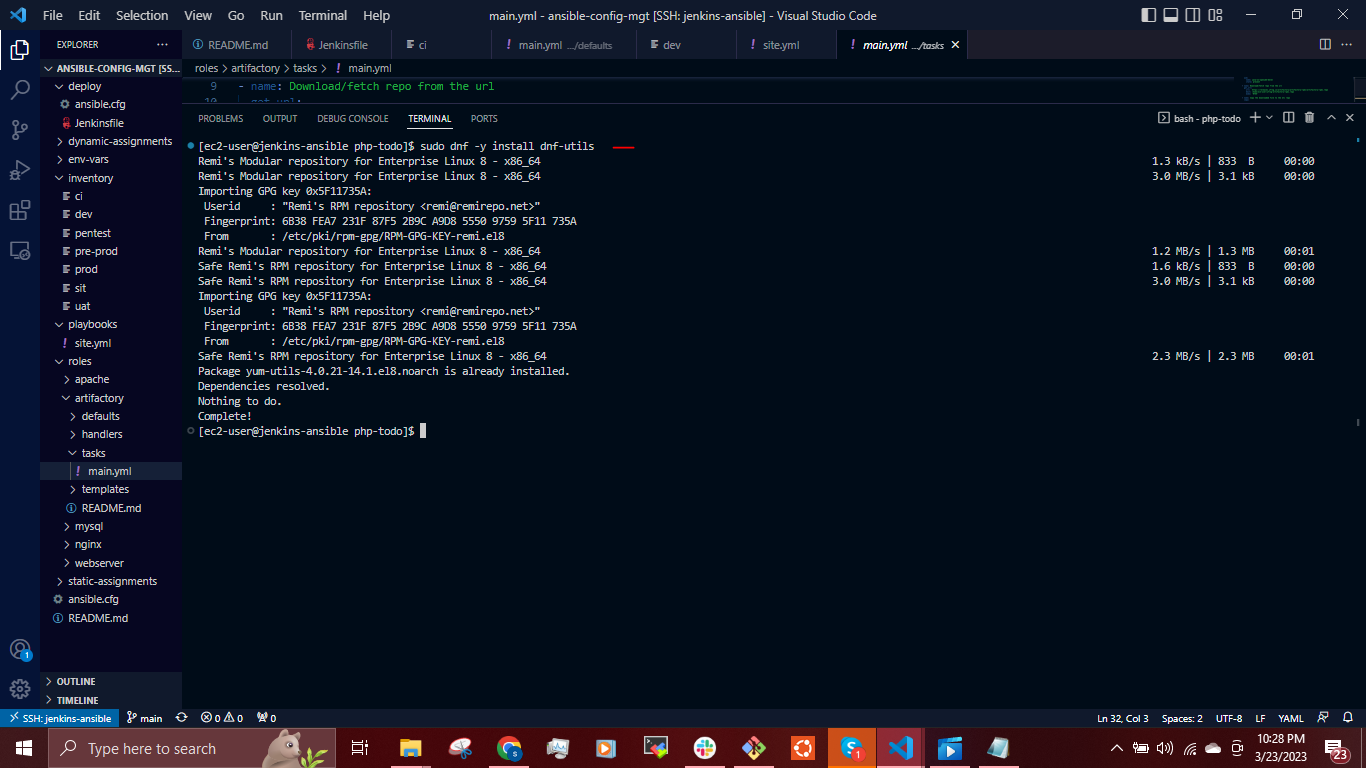 File Edit Selection View Go Run Terminal Help
main.yml - ansible-config-mgt [SSH: jenkins-ansible] - Visual Studio Code
EXPLORER
ANSIBLE-CONFIG-MGT [SS...
deploy
ansible.cfg
Jenkinsfile
dynamic-assignments
env-vars
inventory
ci
dev
pentest
pre-prod
prod
sit
uat
playbooks
site.yml
roles
apache
artifactory
defaults
handlers
tasks
main.yml
templates
README.md
mysql
nginx
webserver
static-assignments
ansible.cfg
README.md
OUTLINE
TIMELINE
README.md Jenkinsfile ci main.yml .../defaults dev site.yml main.yml .../tasks
roles > artifactory > tasks > ! main.yml
9 - name: Download/fetch repo from the url
10 get_url:
PROBLEMS OUTPUT DEBUG CONSOLE TERMINAL PORTS
bash - php-todo
[ec2-user@jenkins-ansible php-todo]$ sudo dnf -y install dnf-utils
Remi's Modular repository for Enterprise Linux 8 - x86_64 1.3 kB/s | 833 B 00:00
Remi's Modular repository for Enterprise Linux 8 - x86_64 3.0 MB/s | 3.1 kB 00:00
Importing GPG key 0x5F11735A:
Userid : "Remi's RPM repository <remi@remirepo.net>"
Fingerprint: 6B38 FEA7 231F 87F5 2B9C A9D8 5550 9759 5F11 735A
From : /etc/pki/rpm-gpg/RPM-GPG-KEY-remi.el8
Remi's Modular repository for Enterprise Linux 8 - x86_64 1.2 MB/s | 1.3 MB 00:01
Safe Remi's RPM repository for Enterprise Linux 8 - x86_64 1.6 kB/s | 833 B 00:00
Safe Remi's RPM repository for Enterprise Linux 8 - x86_64 3.0 MB/s | 3.1 kB 00:00
Importing GPG key 0x5F11735A:
Userid : "Remi's RPM repository <remi@remirepo.net>"
Fingerprint: 6B38 FEA7 231F 87F5 2B9C A9D8 5550 9759 5F11 735A
From : /etc/pki/rpm-gpg/RPM-GPG-KEY-remi.el8
Safe Remi's RPM repository for Enterprise Linux 8 - x86_64 2.3 MB/s | 2.3 MB 00:01
Package yum-utils-4.0.21-14.1.el8.noarch is already installed.
Dependencies resolved.
Nothing to do.
Complete!
[ec2-user@jenkins-ansible php-todo]$
1
SSH: jenkins-ansible main 0 0 0 Ln 32, Col 3 Spaces: 2 UTF-8 LF YAML
Type here to search
1
10:28 PM
3/23/2023
23